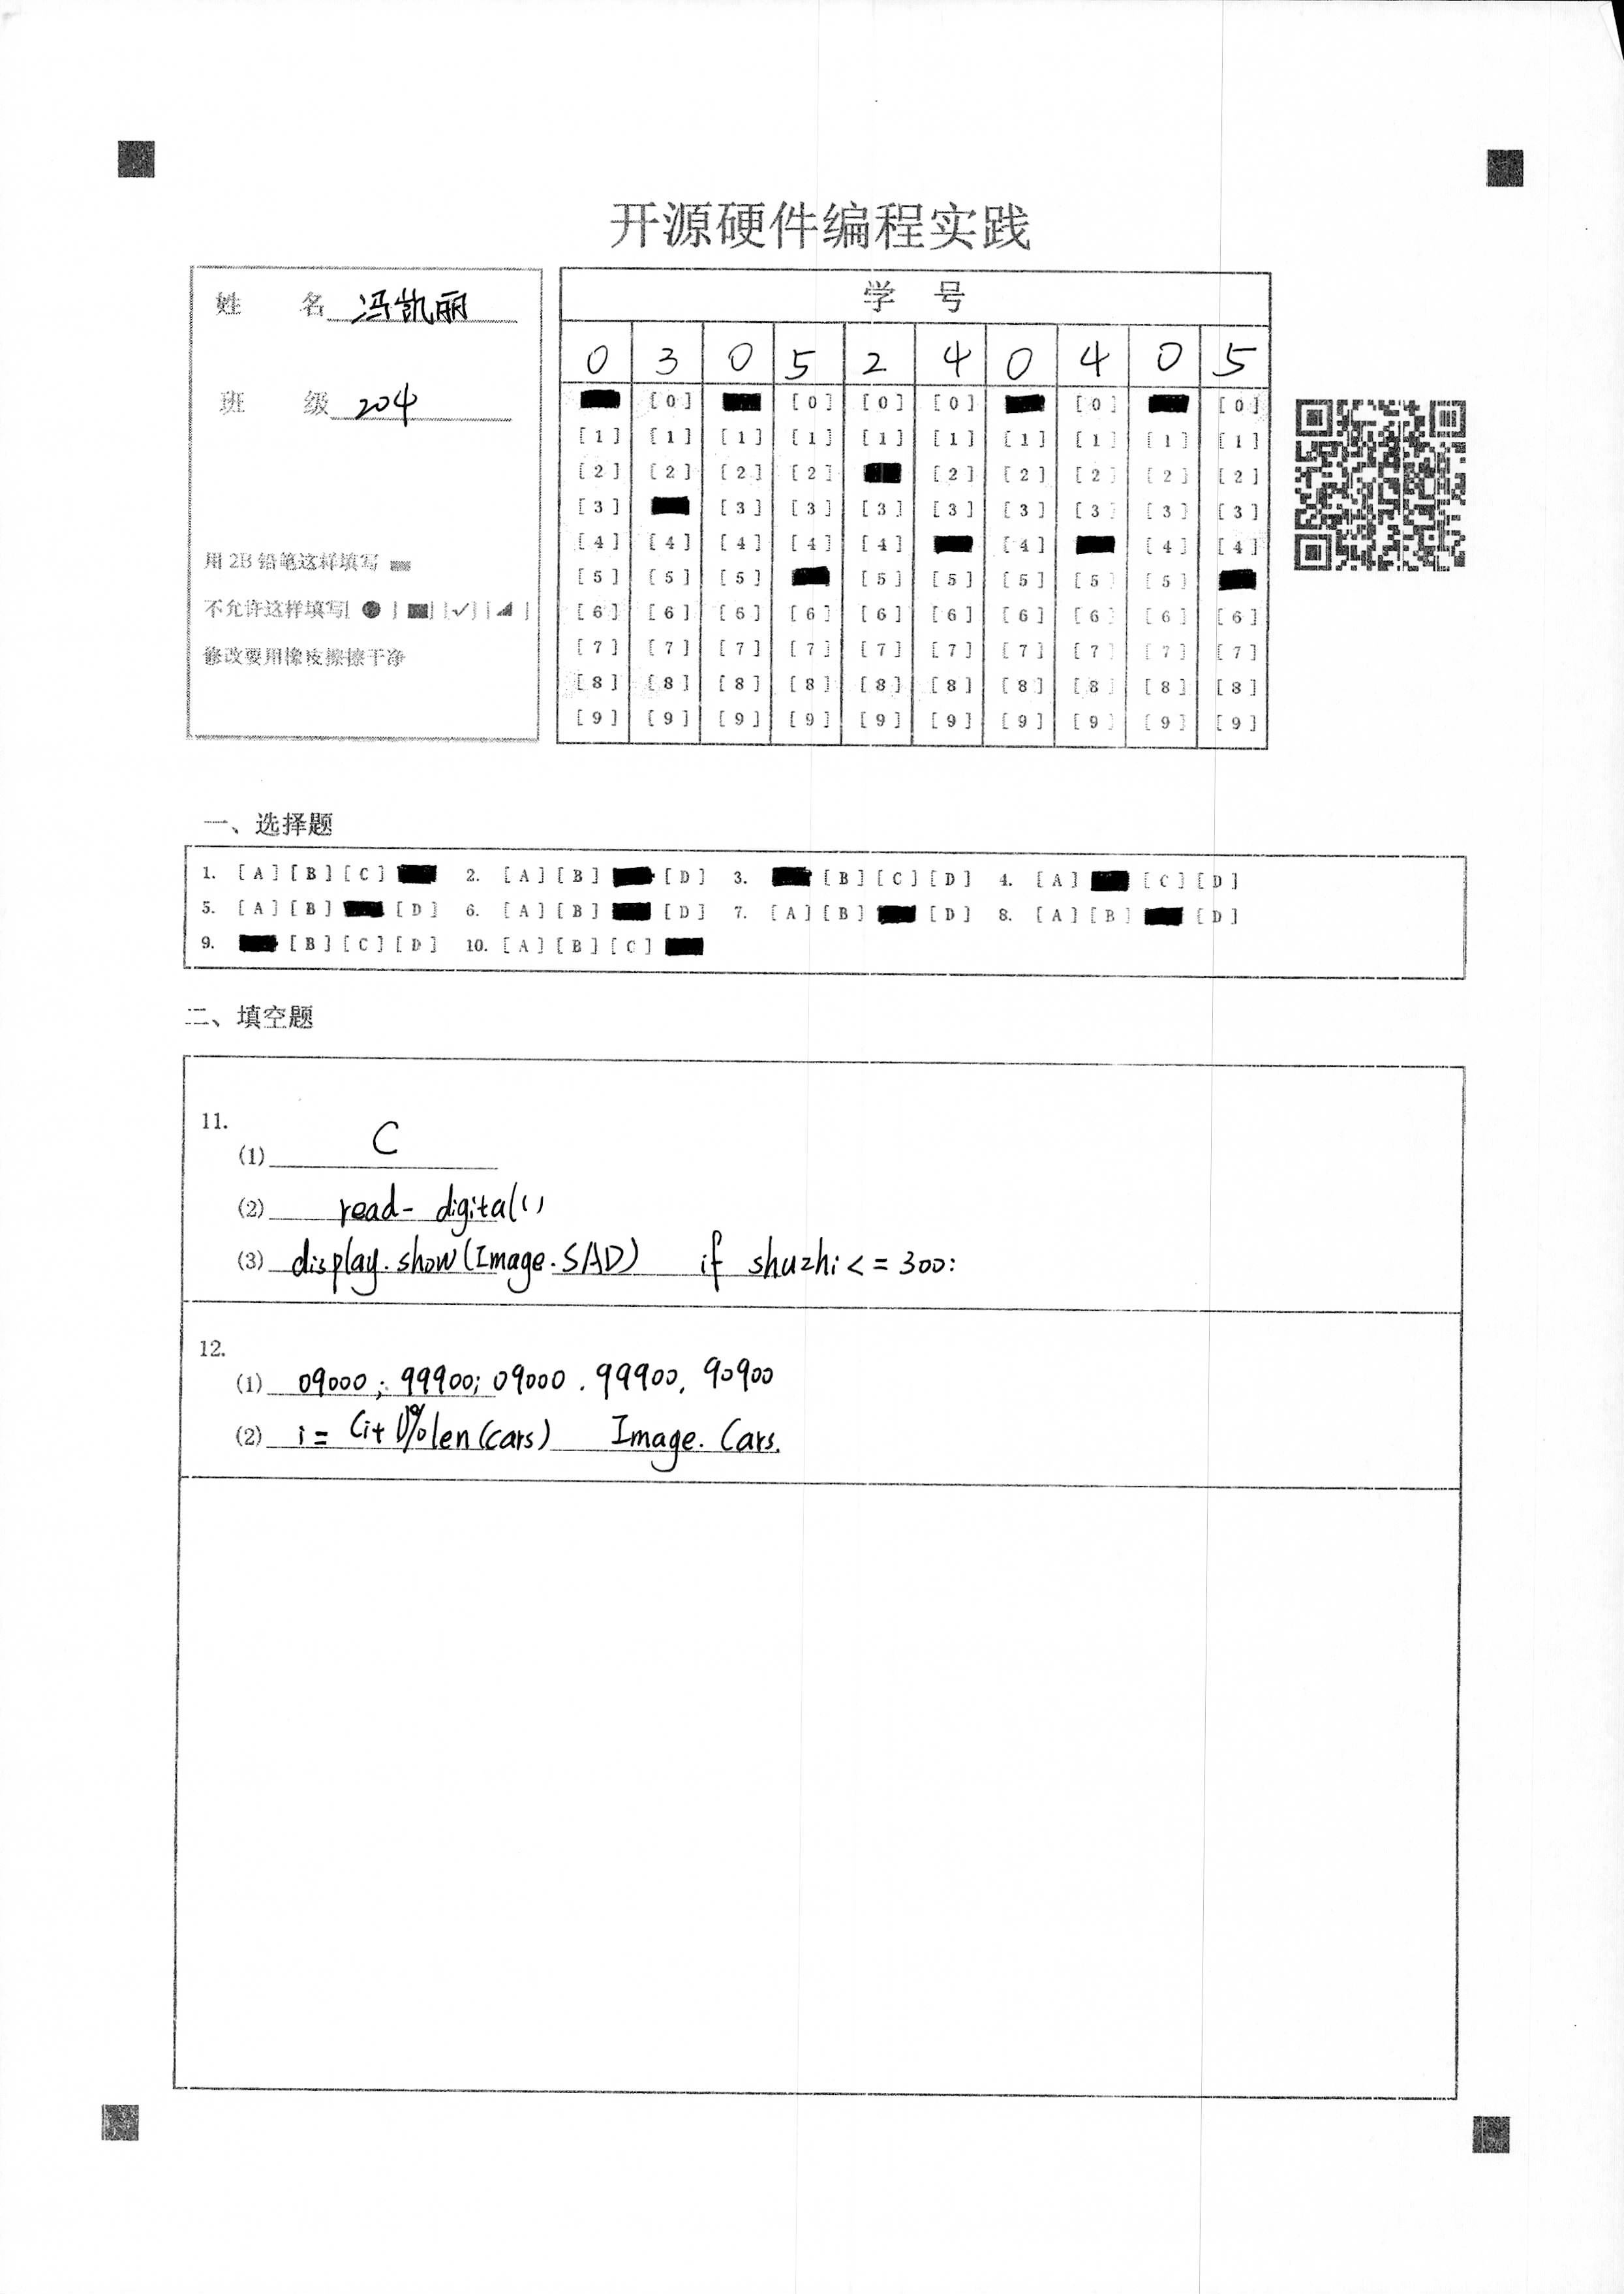 开源硬件编程实践
姓 名 冯凯丽
班 级 204
用 2B 铅笔这样填写
不允许这样填写[ ● ] [■] [✓] [◢]
修改要用橡皮擦擦干净
学 号
0 3 0 5 2 4 0 4 0 5
[0] [0] [0] [0] [0] [0]
[1] [1] [1] [1] [1] [1] [1] [1] [1] [1]
[2] [2] [2] [2] [2] [2] [2] [2] [2]
[3] [3] [3] [3] [3] [3] [3] [3] [3]
[4] [4] [4] [4] [4] [4] [4] [4]
[5] [5] [5] [5] [5] [5] [5] [5]
[6] [6] [6] [6] [6] [6] [6] [6] [6] [6]
[7] [7] [7] [7] [7] [7] [7] [7] [7] [7]
[8] [8] [8] [8] [8] [8] [8] [8] [8] [8]
[9] [9] [9] [9] [9] [9] [9] [9] [9] [9]
一、选择题
1. [A] [B] [C] 2. [A] [B] [D] 3. [B] [C] [D] 4. [A] [C] [D]
5. [A] [B] [D] 6. [A] [B] [D] 7. [A] [B] [D] 8. [A] [B] [D]
9. [B] [C] [D] 10. [A] [B] [C]
二、填空题
11.
(1) C
(2) read- digital()
(3) display.show(Image.SAD) if shuzhi<=300:
12.
(1) 09000; 99900; 09000. 99900, 90900
(2) i= (i+1)%len(cars) Image. Cars.